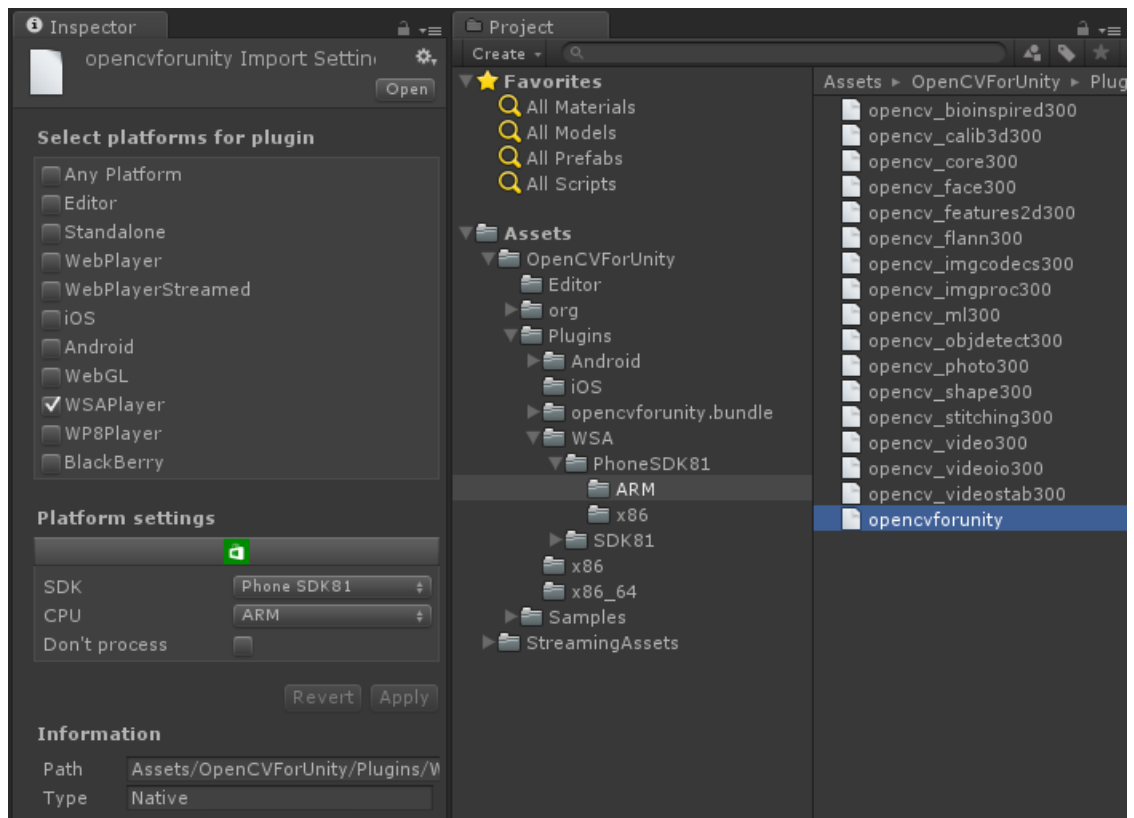 Inspector
opencvforunity Import Settin
Open
Select platforms for plugin
Any Platform
Editor
Standalone
WebPlayer
WebPlayerStreamed
iOS
Android
WebGL
WSAPlayer
WP8Player
BlackBerry
Platform settings
SDK Phone SDK81
CPU ARM
Don't process
Revert Apply
Information
Path Assets/OpenCVForUnity/Plugins/W
Type Native
Project
Create
Favorites
All Materials
All Models
All Prefabs
All Scripts
Assets
OpenCVForUnity
Editor
org
Plugins
Android
iOS
opencvforunity.bundle
WSA
PhoneSDK81
ARM
x86
SDK81
x86
x86_64
Samples
StreamingAssets
Assets ▸ OpenCVForUnity ▸ Plug
opencv_bioinspired300
opencv_calib3d300
opencv_core300
opencv_face300
opencv_features2d300
opencv_flann300
opencv_imgcodecs300
opencv_imgproc300
opencv_ml300
opencv_objdetect300
opencv_photo300
opencv_shape300
opencv_stitching300
opencv_video300
opencv_videoio300
opencv_videostab300
opencvforunity